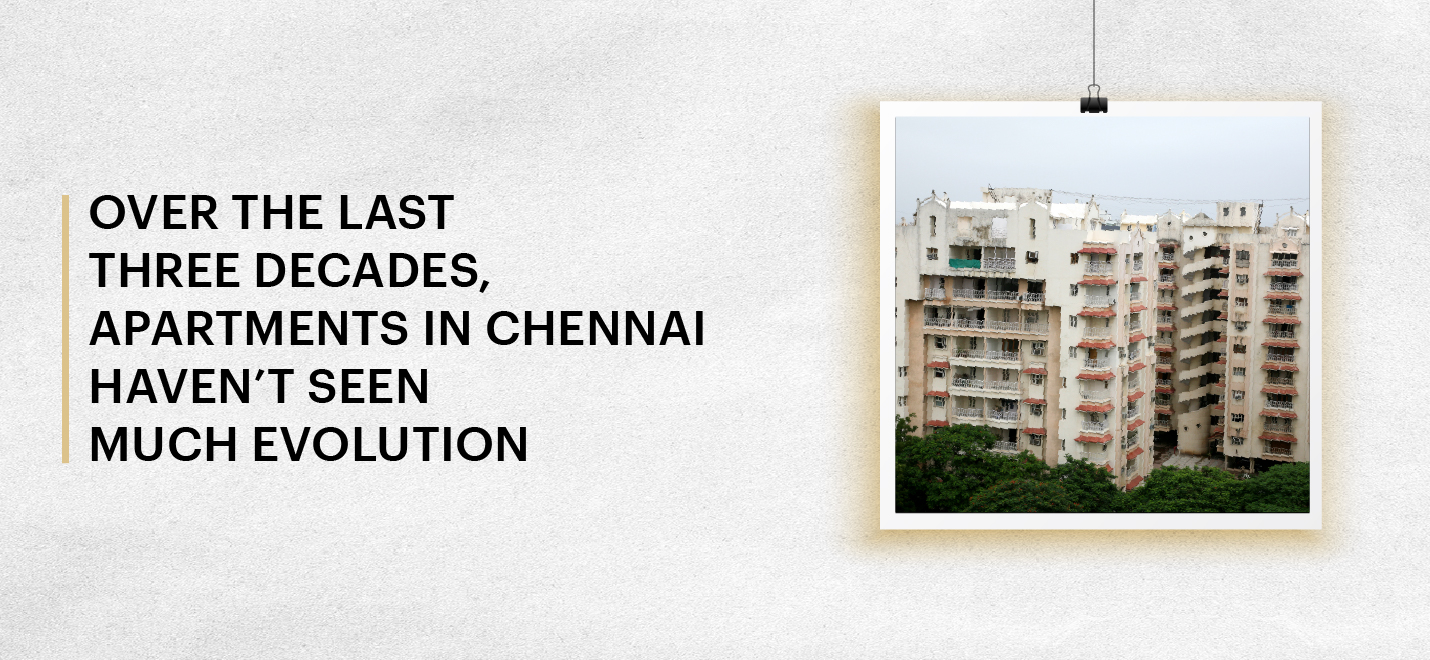 OVER THE LAST
THREE DECADES,
APARTMENTS IN CHENNAI
HAVEN’T SEEN
MUCH EVOLUTION